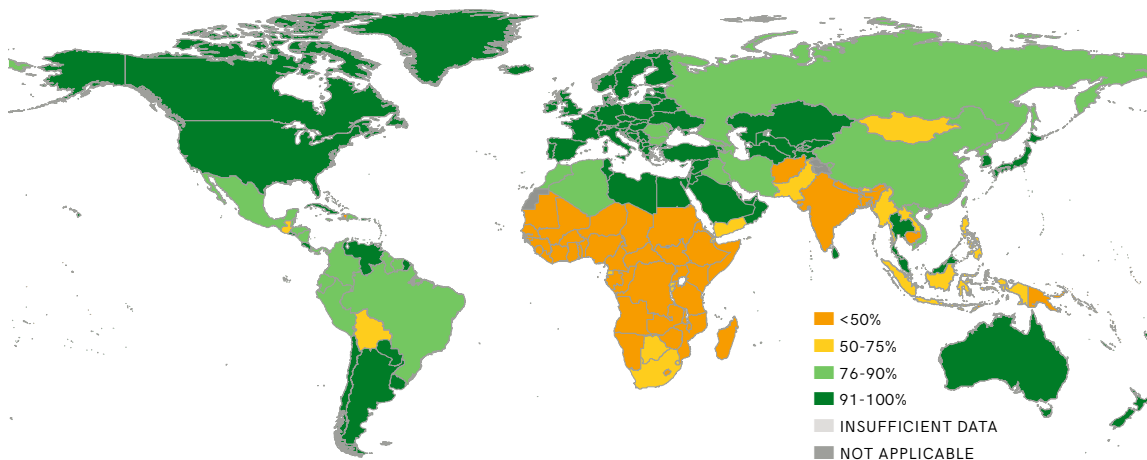 <50%
50-75%
76-90%
91-100%
INSUFFICIENT DATA
NOT APPLICABLE